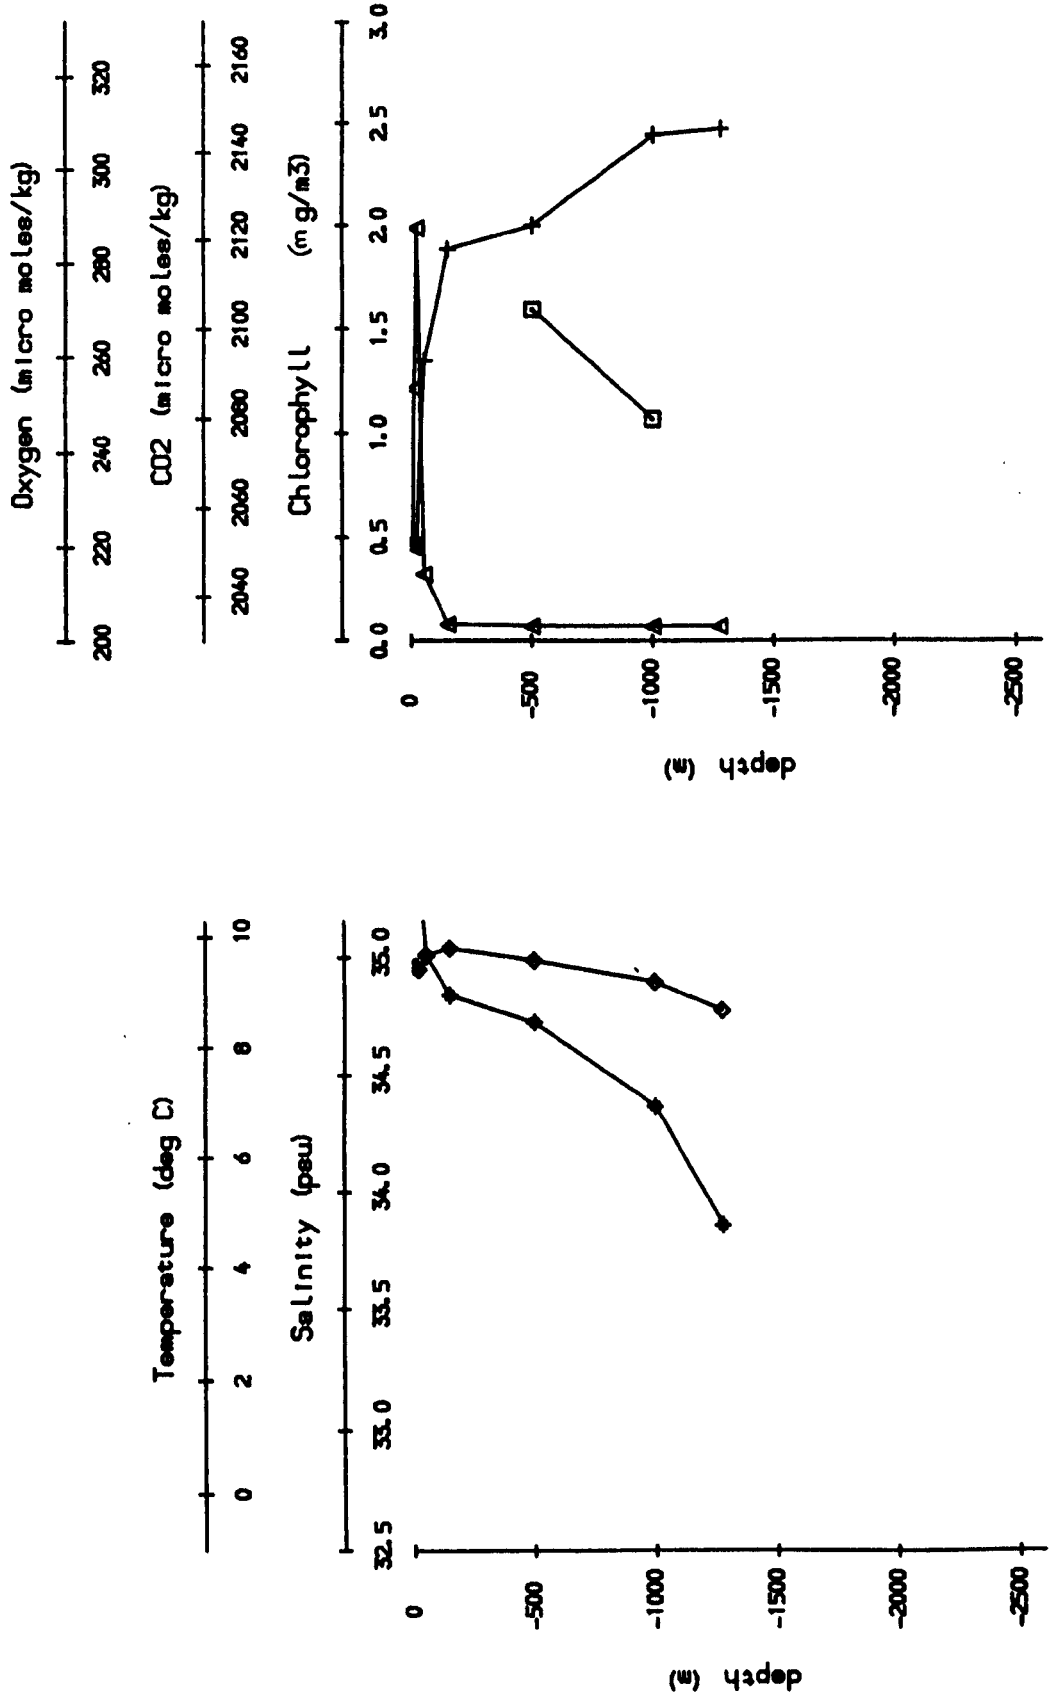 Temperature (deg C)
0 2 4 6 8 10
Salinity (psu)
32.5 33.0 33.5 34.0 34.5 35.0
0
-500
-1000
-1500
-2000
-2500
depth (m)
Oxygen (micro moles/kg)
200 220 240 260 280 300 320
CO2 (micro moles/kg)
2040 2060 2080 2100 2120 2140 2160
Chlorophyll (mg/m3)
0.0 0.5 1.0 1.5 2.0 2.5 3.0
0
-500
-1000
-1500
-2000
-2500
depth (m)